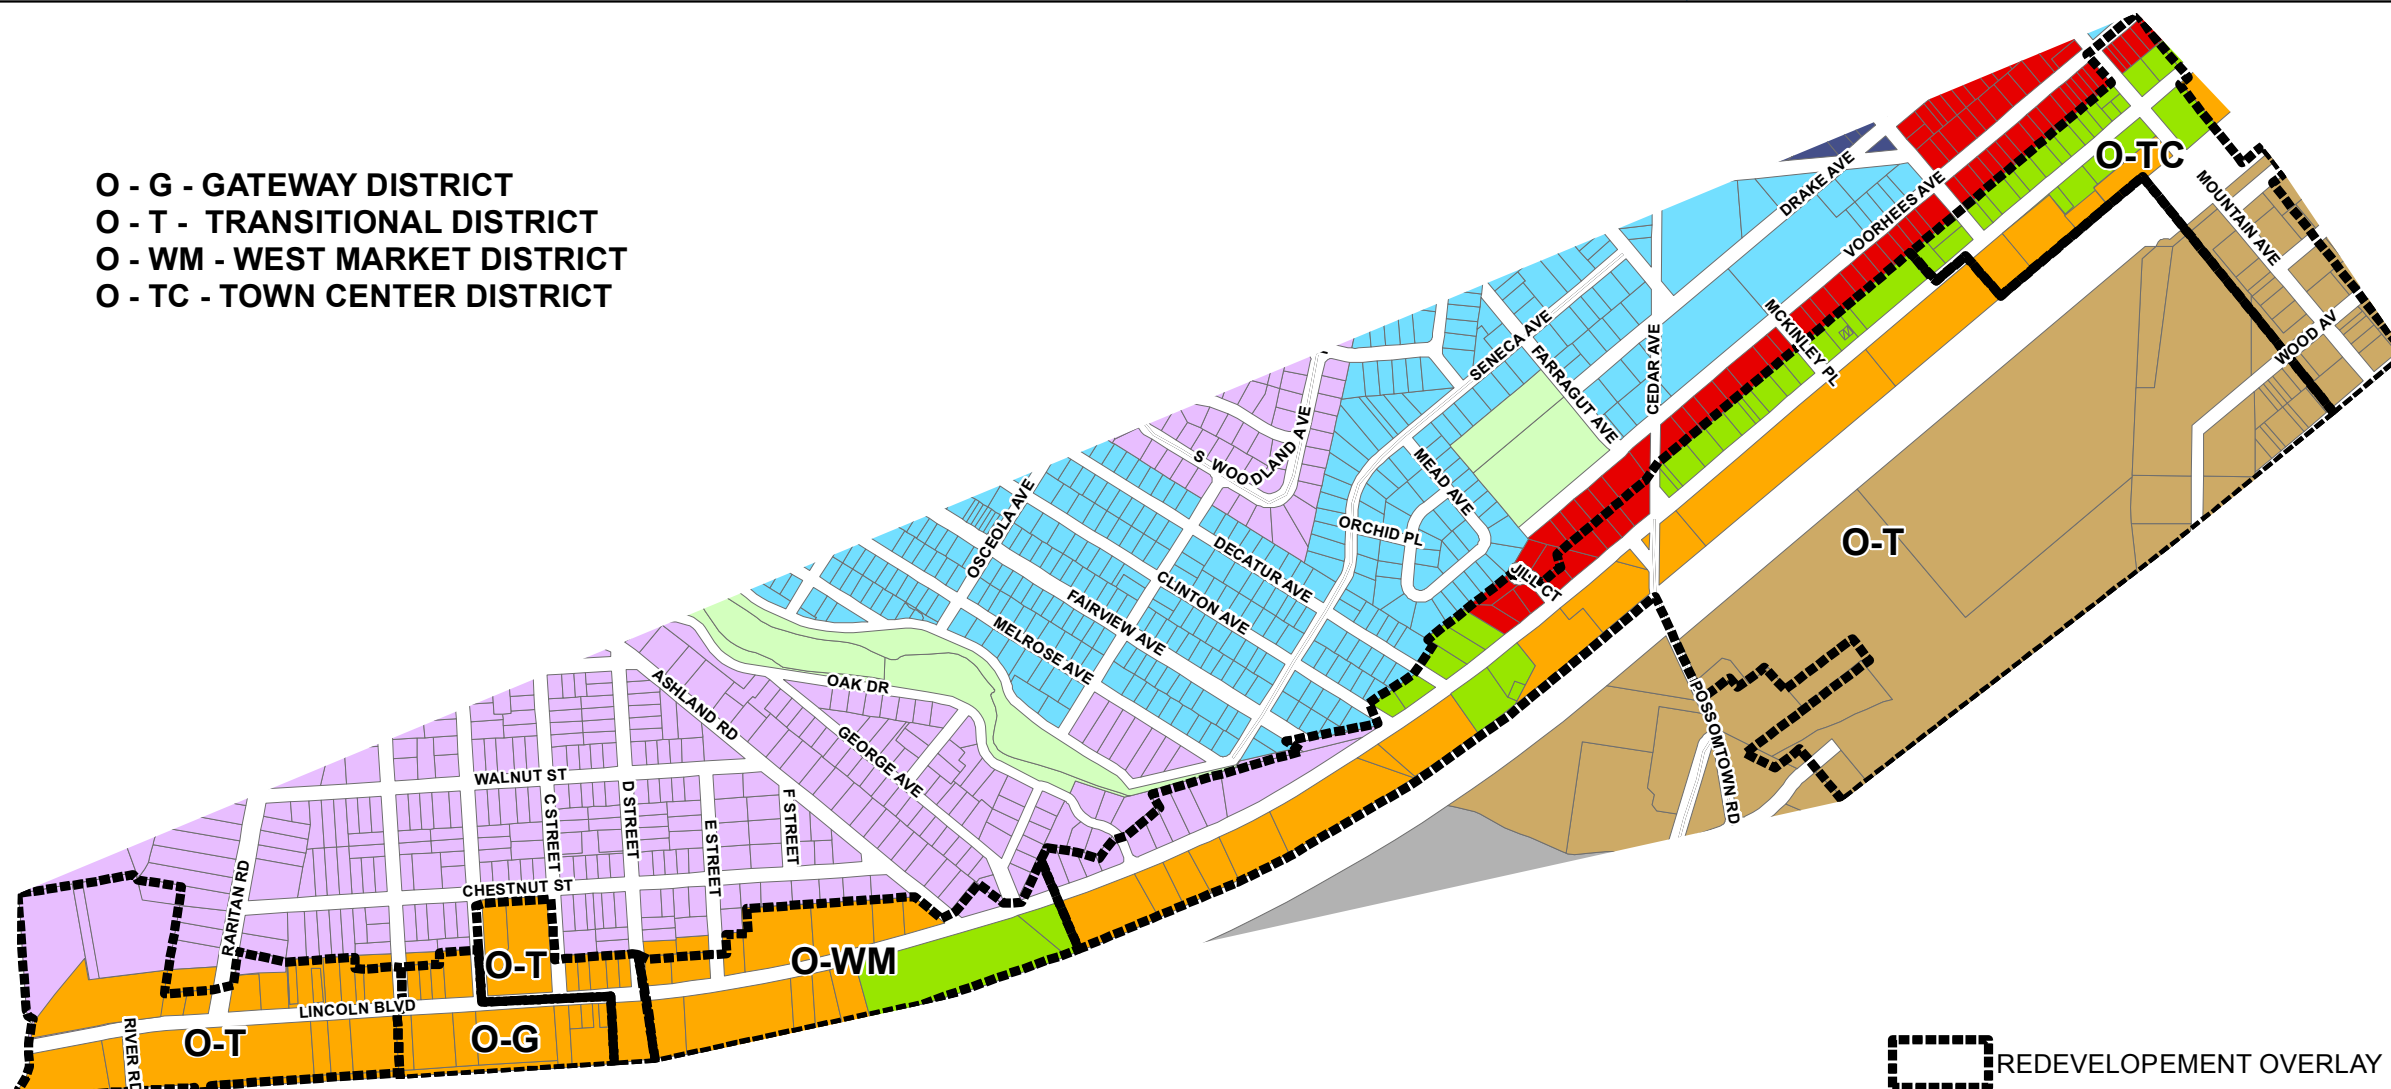 O - G - GATEWAY DISTRICT
O - T - TRANSITIONAL DISTRICT
O - WM - WEST MARKET DISTRICT
O - TC - TOWN CENTER DISTRICT
O-TC
DRAKE AVE
VOORHEES AVE
MOUNTAIN AVE
WOOD AV
MCKINLEY PL
CEDAR AVE
SENECA AVE
FARRAGUT AVE
S WOODLAND AVE
MEAD AVE
ORCHID PL
OSCEOLA AVE
DECATUR AVE
CLINTON AVE
FAIRVIEW AVE
MELROSE AVE
JILL CT
O-T
OAK DR
ASHLAND RD
GEORGE AVE
POSSOMTOWN RD
WALNUT ST
C STREET
D STREET
E STREET
F STREET
CHESTNUT ST
RARITAN RD
O-T
O-WM
LINCOLN BLVD
O-T
O-G
RIVER RD
REDEVELOPEMENT OVERLAY